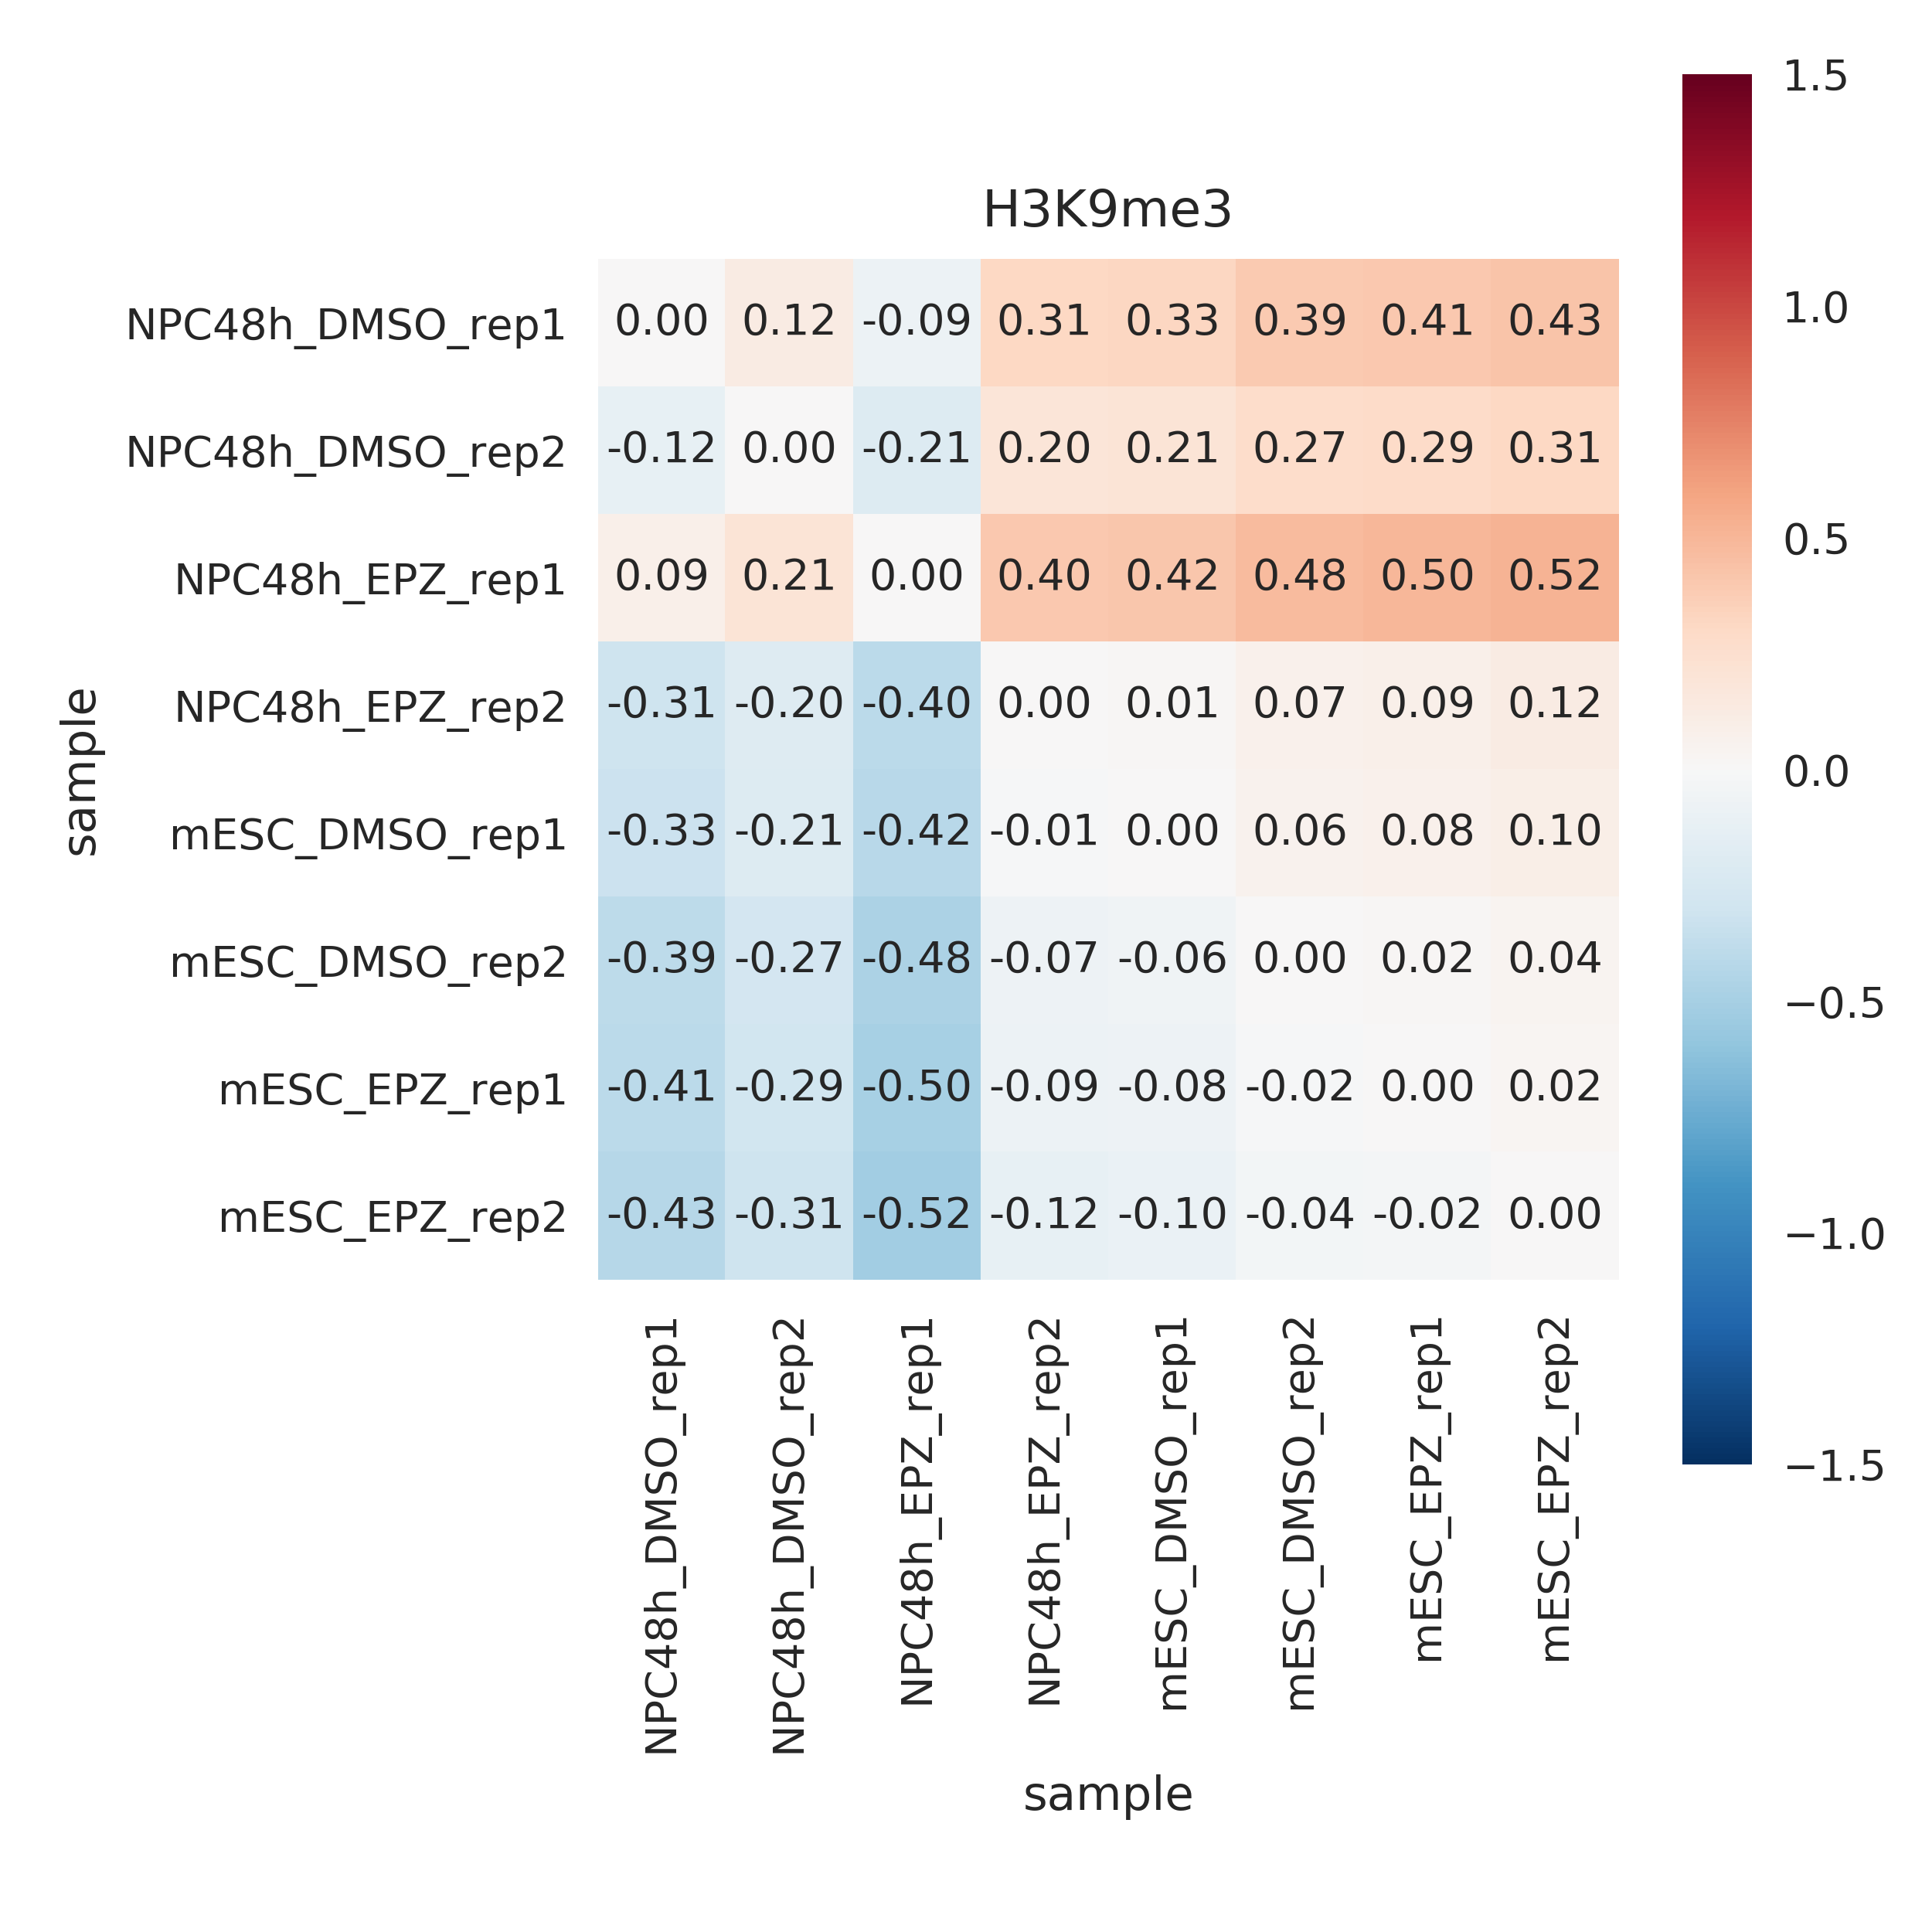 H3K9me3
NPC48h_DMSO_rep1 0.00 0.12 -0.09 0.31 0.33 0.39 0.41 0.43
NPC48h_DMSO_rep2 -0.12 0.00 -0.21 0.20 0.21 0.27 0.29 0.31
NPC48h_EPZ_rep1 0.09 0.21 0.00 0.40 0.42 0.48 0.50 0.52
NPC48h_EPZ_rep2 -0.31 -0.20 -0.40 0.00 0.01 0.07 0.09 0.12
mESC_DMSO_rep1 -0.33 -0.21 -0.42 -0.01 0.00 0.06 0.08 0.10
mESC_DMSO_rep2 -0.39 -0.27 -0.48 -0.07 -0.06 0.00 0.02 0.04
mESC_EPZ_rep1 -0.41 -0.29 -0.50 -0.09 -0.08 -0.02 0.00 0.02
mESC_EPZ_rep2 -0.43 -0.31 -0.52 -0.12 -0.10 -0.04 -0.02 0.00
sample
NPC48h_DMSO_rep1
NPC48h_DMSO_rep2
NPC48h_EPZ_rep1
NPC48h_EPZ_rep2
mESC_DMSO_rep1
mESC_DMSO_rep2
mESC_EPZ_rep1
mESC_EPZ_rep2
sample
1.5
1.0
0.5
0.0
−0.5
−1.0
−1.5